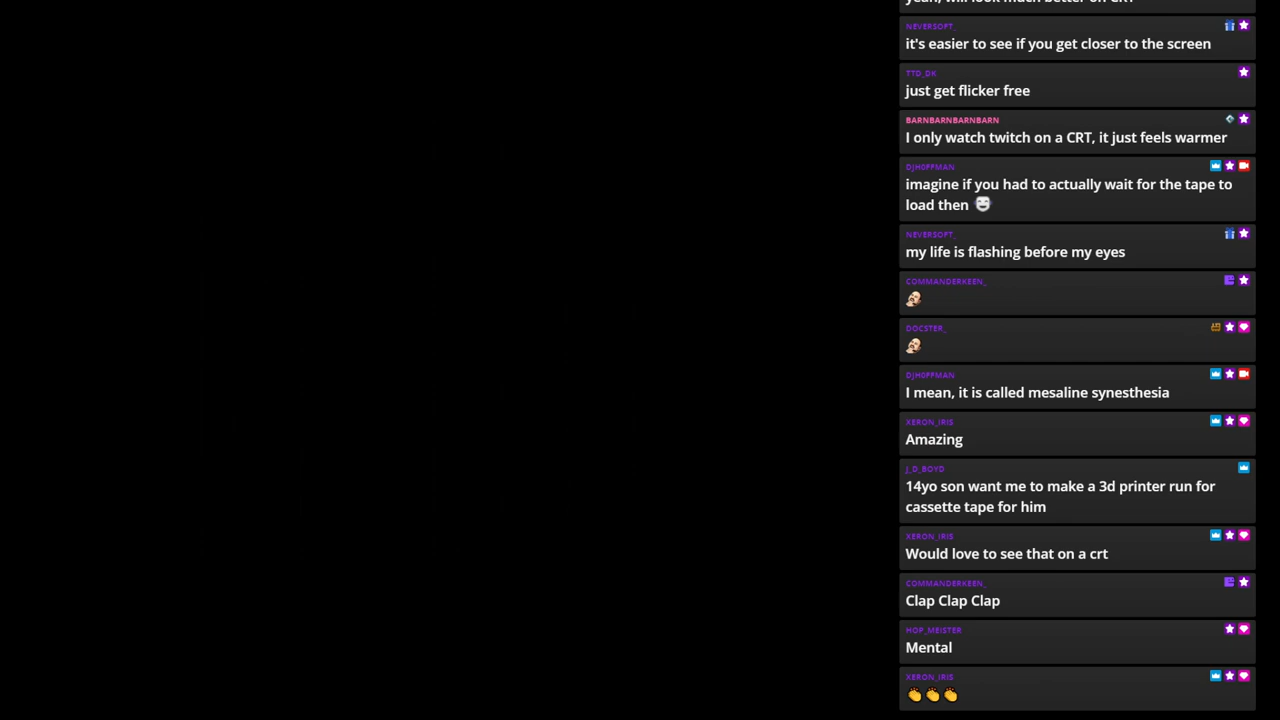 NEVERSOFT_
it's easier to see if you get closer to the screen
TTD_DK
just get flicker free
BARNBARNBARNBARN
I only watch twitch on a CRT, it just feels warmer
DJH0FFMAN
imagine if you had to actually wait for the tape to
load then
NEVERSOFT_
my life is flashing before my eyes
COMMANDERKEEN_
DOCSTER_
DJH0FFMAN
I mean, it is called mesaline synesthesia
XERON_IRIS
Amazing
J_D_BOYD
14yo son want me to make a 3d printer run for
cassette tape for him
XERON_IRIS
Would love to see that on a crt
COMMANDERKEEN_
Clap Clap Clap
HOP_MEISTER
Mental
XERON_IRIS